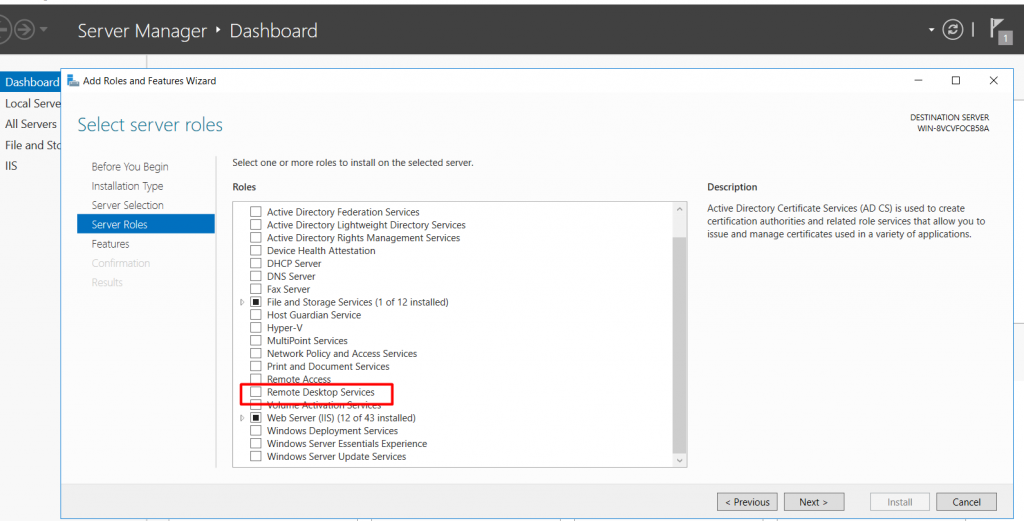 Server Manager • Dashboard
1
Dashboard
Local Serve
All Servers
File and Sto
IIS
Add Roles and Features Wizard
Select server roles
DESTINATION SERVER
WIN-8VCVFOCB58A
Before You Begin
Installation Type
Server Selection
Server Roles
Features
Confirmation
Results
Select one or more roles to install on the selected server.
Roles
Active Directory Federation Services
Active Directory Lightweight Directory Services
Active Directory Rights Management Services
Device Health Attestation
DHCP Server
DNS Server
Fax Server
File and Storage Services (1 of 12 installed)
Host Guardian Service
Hyper-V
MultiPoint Services
Network Policy and Access Services
Print and Document Services
Remote Access
Remote Desktop Services
Volume Activation Services
Web Server (IIS) (12 of 43 installed)
Windows Deployment Services
Windows Server Essentials Experience
Windows Server Update Services
Description
Active Directory Certificate Services (AD CS) is used to create
certification authorities and related role services that allow you to
issue and manage certificates used in a variety of applications.
< Previous
Next >
Install
Cancel